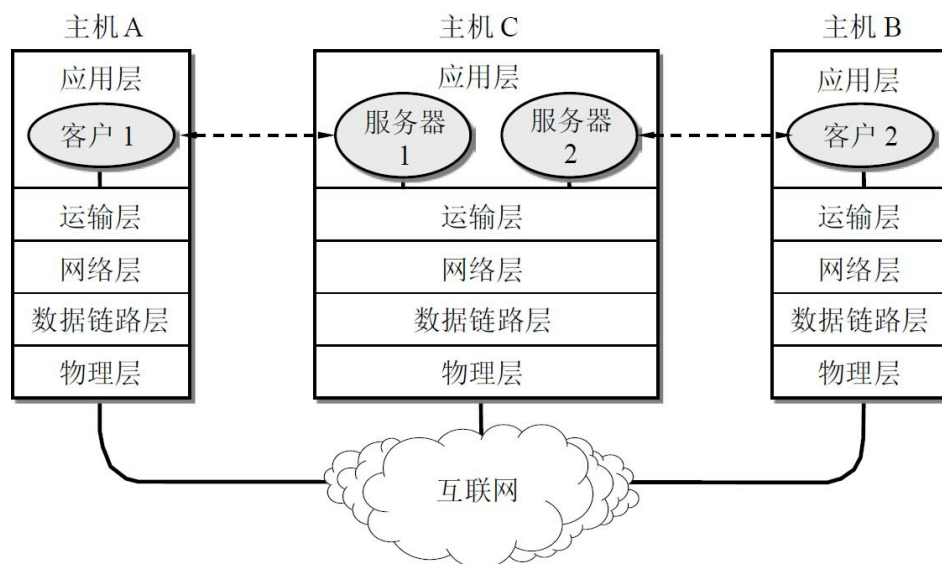 主机 A
主机 C
主机 B
应用层
应用层
应用层
客户 1
服务器
1
服务器
2
客户 2
运输层
运输层
运输层
网络层
网络层
网络层
数据链路层
数据链路层
数据链路层
物理层
物理层
物理层
互联网